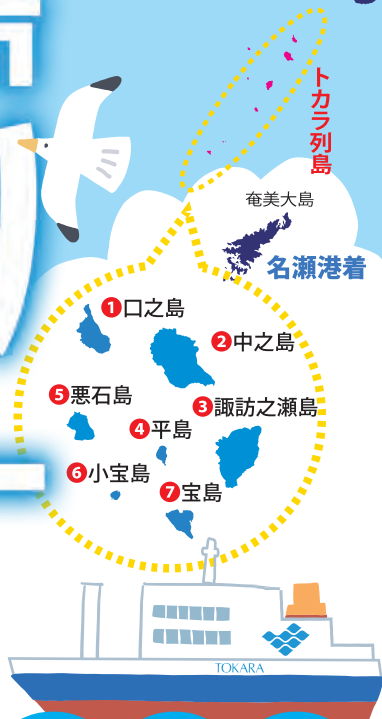 トカラ列島
奄美大島
名瀬港着
1口之島
2中之島
5悪石島
3諏訪之瀬島
4平島
6小宝島
7宝島
TOKARA